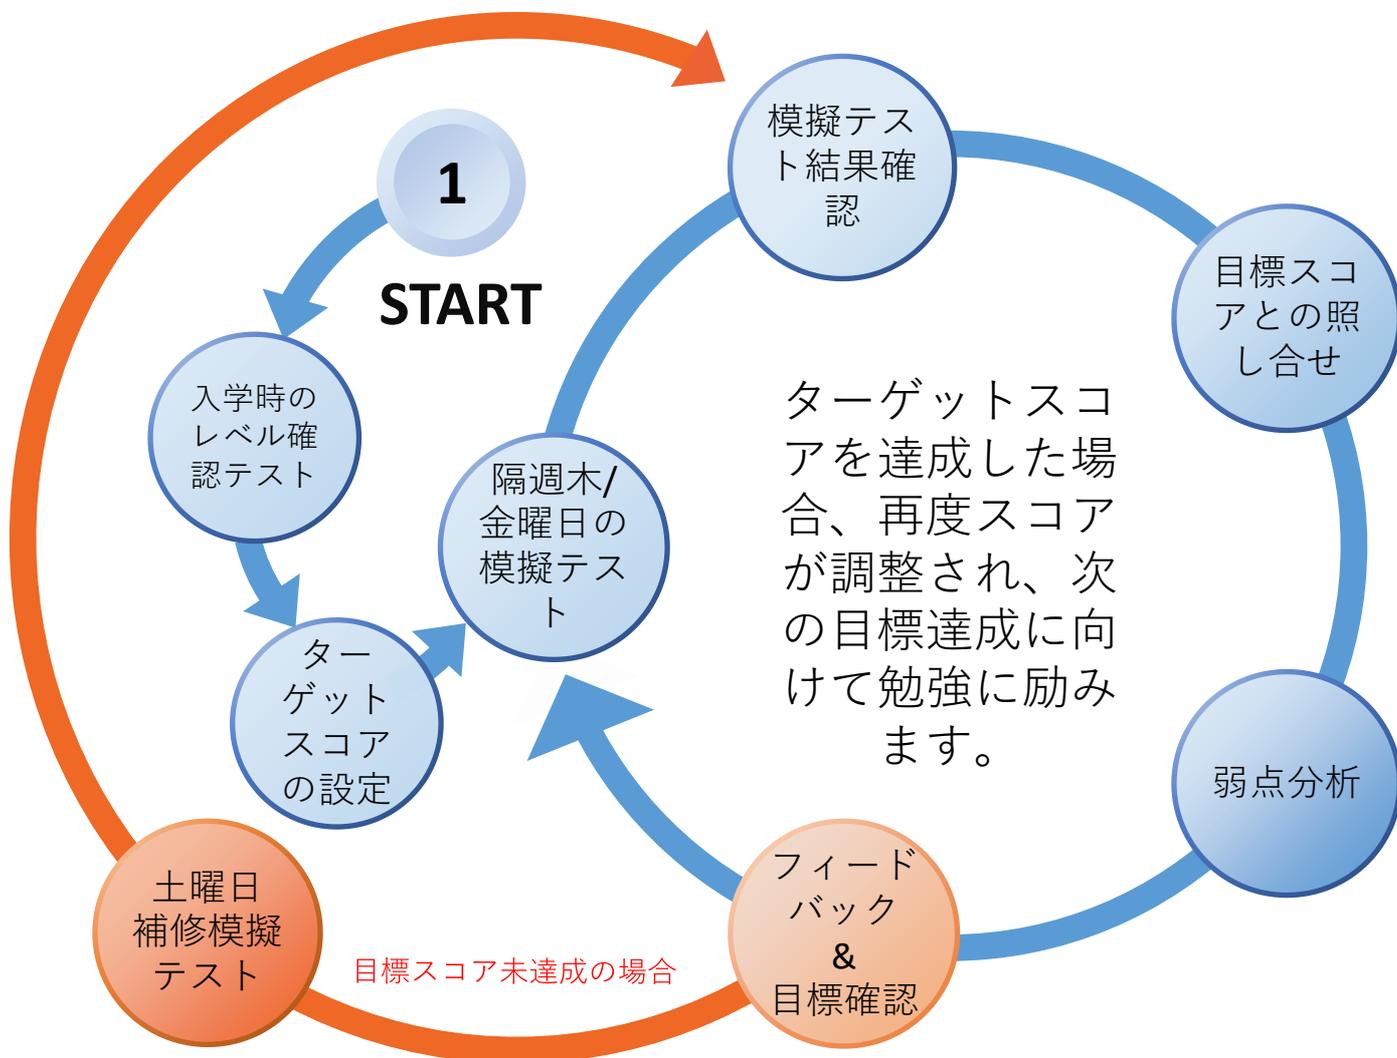 1
START
入学時の
レベル確
認テスト
ター
ゲット
スコア
の設定
隔週木/
金曜日の
模擬テス
ト
模擬テス
ト結果確
認
目標スコ
アとの照
し合せ
弱点分析
フィード
バック
&
目標確認
目標スコア未達成の場合
土曜日
補修模擬
テスト
ターゲットスコ
アを達成した場
合、再度スコア
が調整され、次
の目標達成に向
けて勉強に励み
ます。